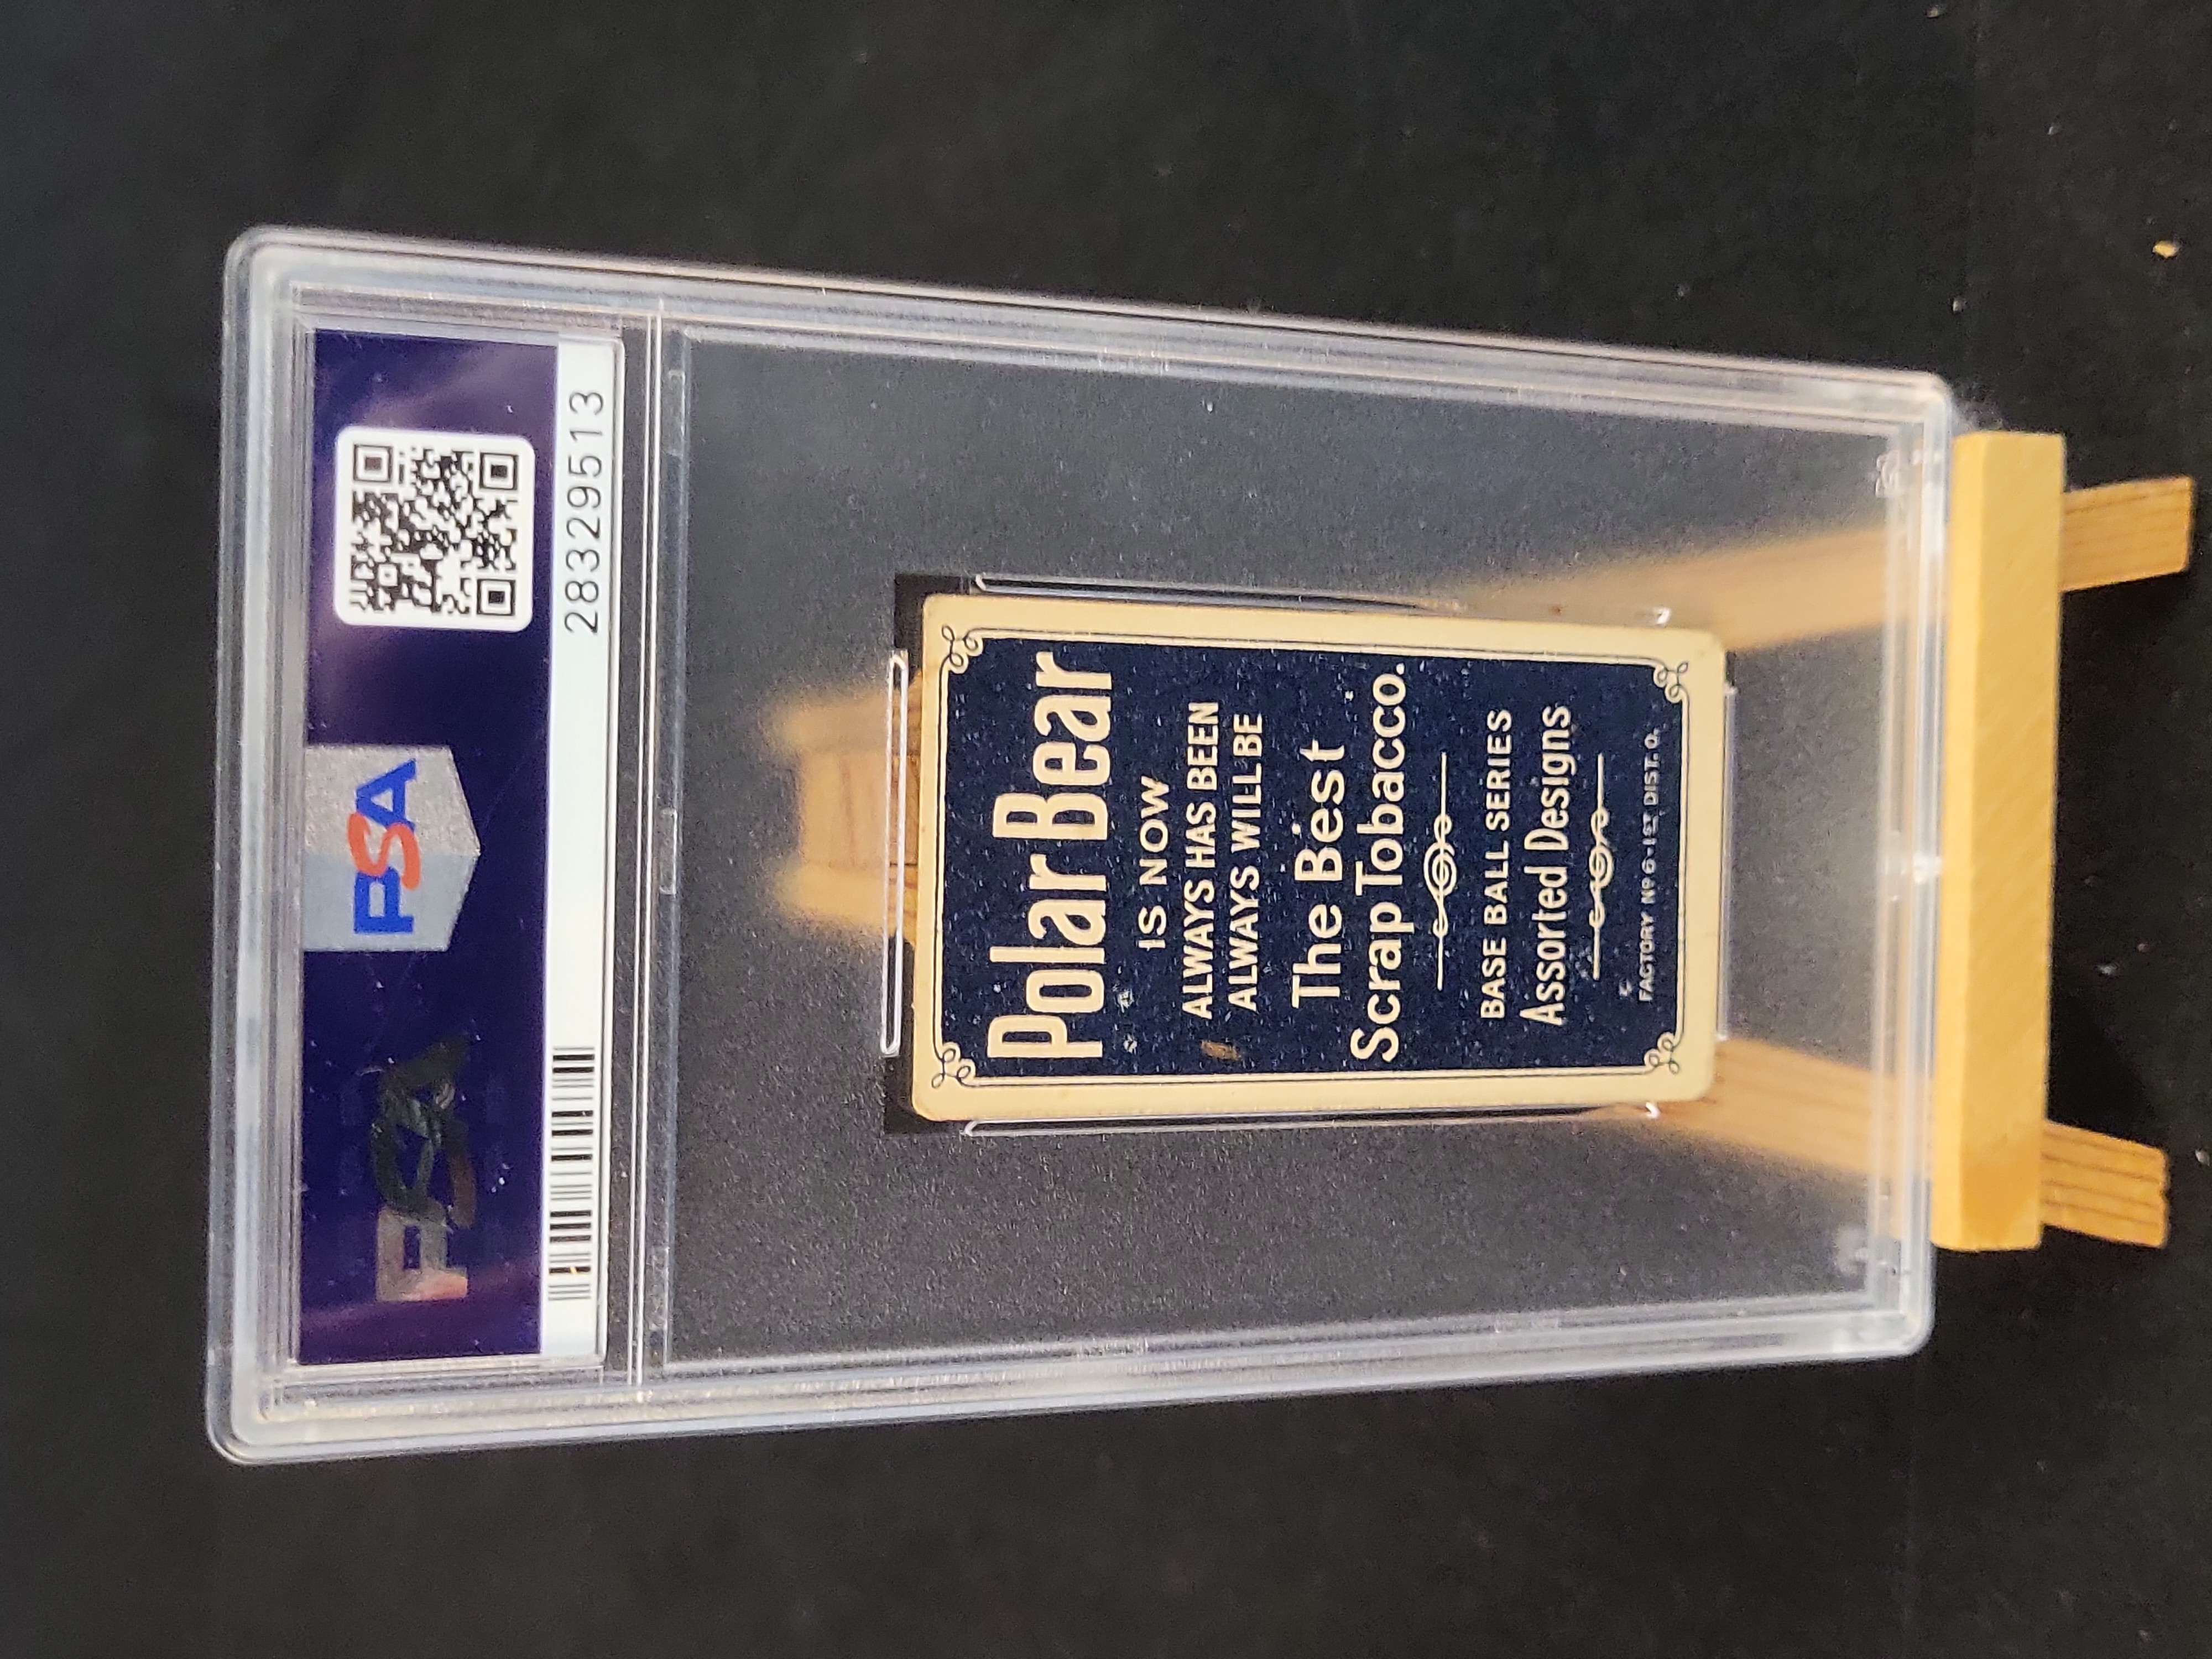 PSA
PSA
28329513
Polar Bear
IS NOW
ALWAYS HAS BEEN
ALWAYS WILL BE
The Best
Scrap Tobacco.
BASE BALL SERIES
Assorted Designs
FACTORY Nº 6-1ST DIST. O.